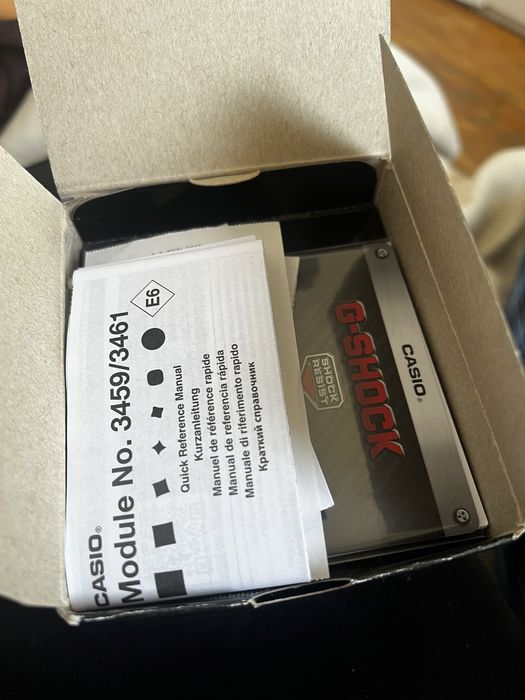 CASIO®
Module No. 3459/3461
E6
Quick Reference Manual
Kurzanleitung
Manuel de référence rapide
Manual de referencia rápida
Manuale di riferimento rapido
Краткий справочник
CASIO®
G-SHOCK
SHOCK
RESIST